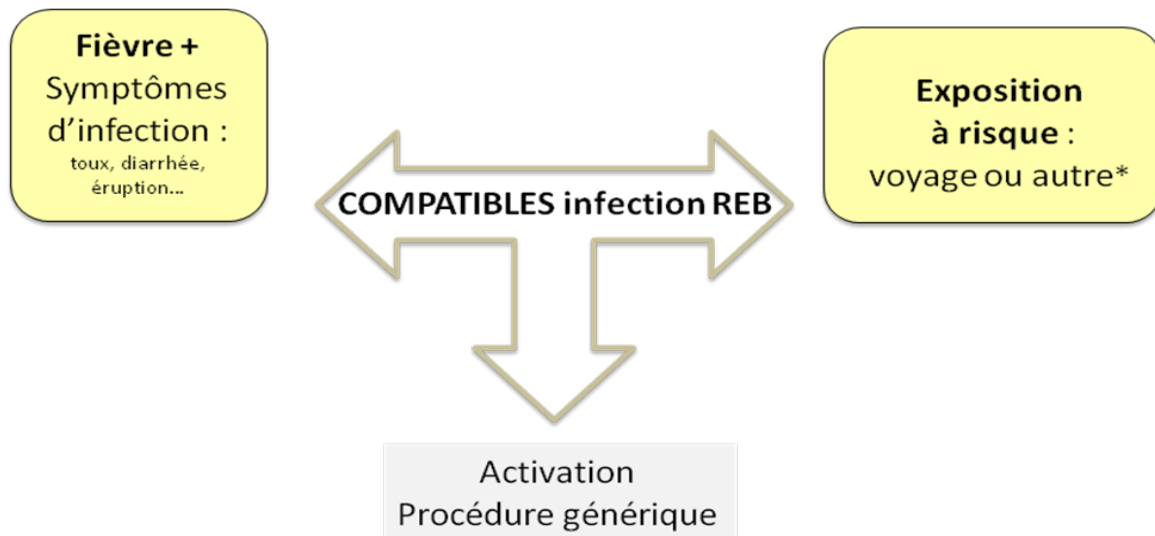 Fièvre +
Symptômes
d'infection :
toux, diarrhée,
éruption...
Exposition
à risque :
voyage ou autre*
COMPATIBLES infection REB
Activation
Procédure générique